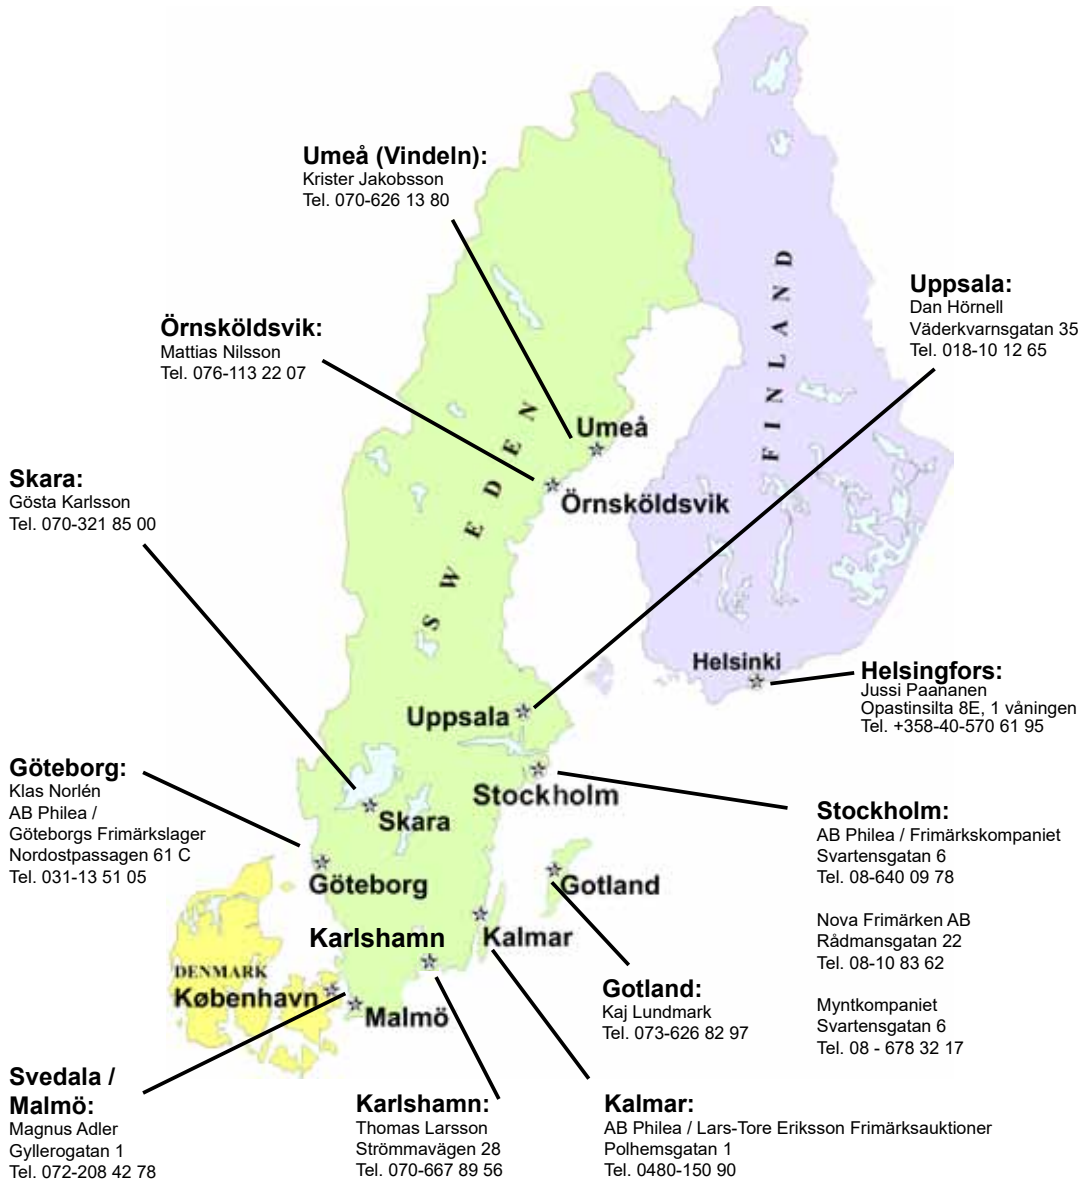 Umeå (Vindeln):
Krister Jakobsson
Tel. 070-626 13 80
Örnsköldsvik:
Mattias Nilsson
Tel. 076-113 22 07
Uppsala:
Dan Hörnell
Väderkvarnsgatan 35
Tel. 018-10 12 65
Skara:
Gösta Karlsson
Tel. 070-321 85 00
SWEDEN
FINLAND
Umeå
Örnsköldsvik
Helsinki
Helsingfors:
Jussi Paananen
Opastinsilta 8E, 1 våningen
Tel. +358-40-570 61 95
Uppsala
Stockholm
Skara
Göteborg
Gotland
Kalmar
Karlshamn
DENMARK
København
Malmö
Göteborg:
Klas Norlén
AB Philea /
Göteborgs Frimärkslager
Nordostpassagen 61 C
Tel. 031-13 51 05
Stockholm:
AB Philea / Frimärkskompaniet
Svartensgatan 6
Tel. 08-640 09 78
Nova Frimärken AB
Rådmansgatan 22
Tel. 08-10 83 62
Myntkompaniet
Svartensgatan 6
Tel. 08 - 678 32 17
Gotland:
Kaj Lundmark
Tel. 073-626 82 97
Svedala /
Malmö:
Magnus Adler
Gyllerogatan 1
Tel. 072-208 42 78
Karlshamn:
Thomas Larsson
Strömmavägen 28
Tel. 070-667 89 56
Kalmar:
AB Philea / Lars-Tore Eriksson Frimärksauktioner
Polhemsgatan 1
Tel. 0480-150 90